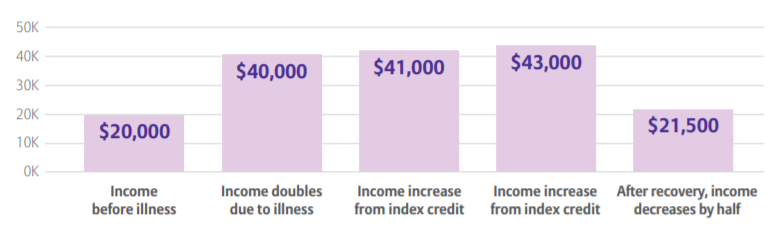 50K
40K
30K
20K
10K
0K
$20,000
$40,000
$41,000
$43,000
$21,500
Income
before illness
Income doubles
due to illness
Income increase
from index credit
Income increase
from index credit
After recovery, income
decreases by half